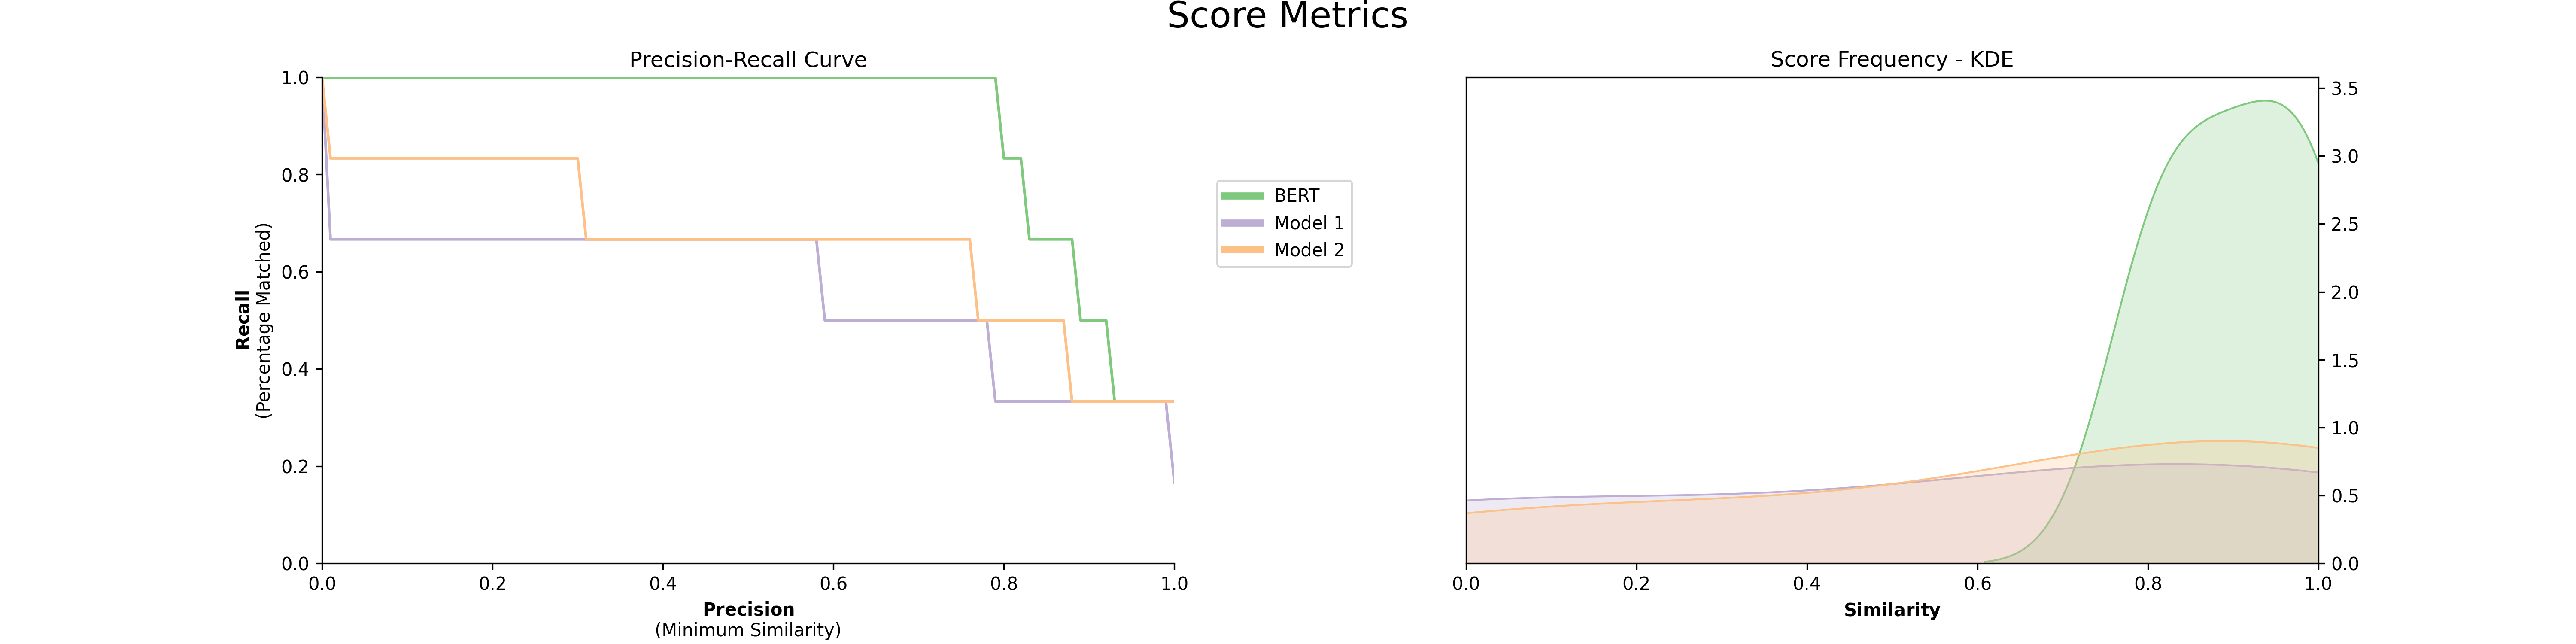 Score Metrics
Precision-Recall Curve
1.0
0.8
0.6
0.4
0.2
0.0
Recall
(Percentage Matched)
0.0 0.2 0.4 0.6 0.8 1.0
Precision
(Minimum Similarity)
BERT
Model 1
Model 2
Score Frequency - KDE
3.5
3.0
2.5
2.0
1.5
1.0
0.5
0.0
0.0 0.2 0.4 0.6 0.8 1.0
Similarity